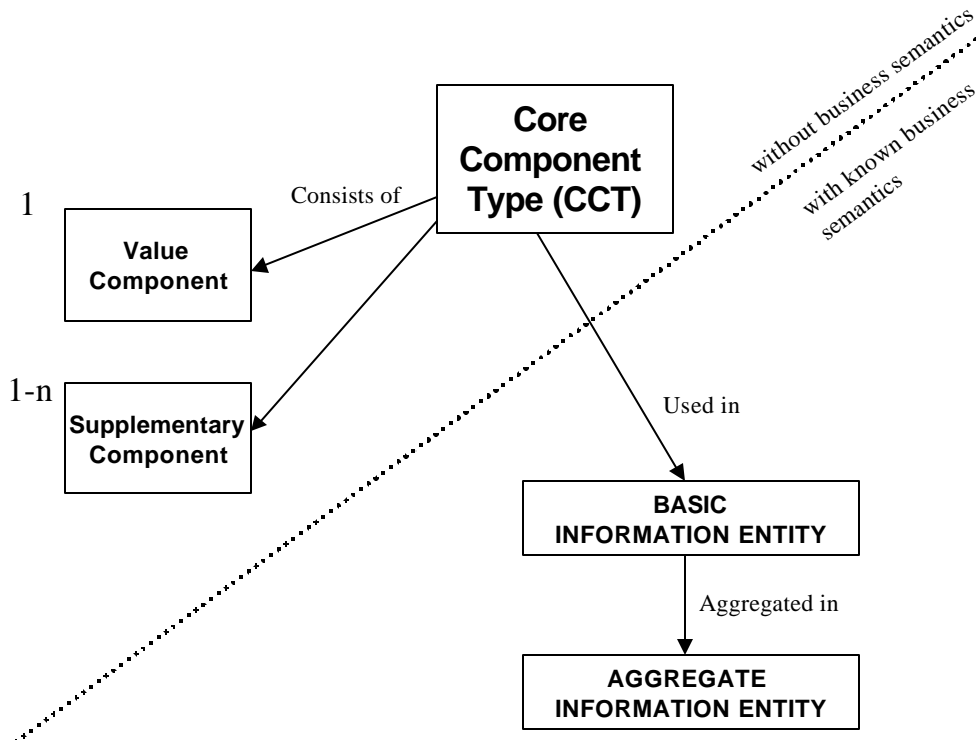 without business semantics
with known business
semantics
Core
Component
Type (CCT)
Consists of
1
Value
Component
1-n
Supplementary
Component
Used in
BASIC
INFORMATION ENTITY
Aggregated in
AGGREGATE
INFORMATION ENTITY